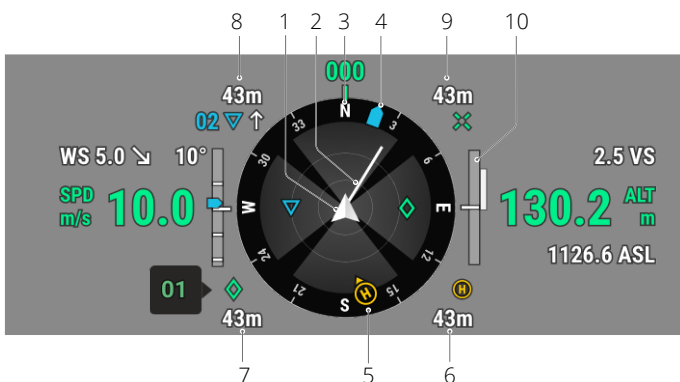 8 1 2 3 4 9 10
000
43m 43m
02
N
33 3
WS 5.0 10° 30 6 2.5 VS
SPD
m/s
10.0
W E
130.2
ALT
m
24 12
1126.6 ASL
01
21 15
S
H
H
43m 43m
7 5 6